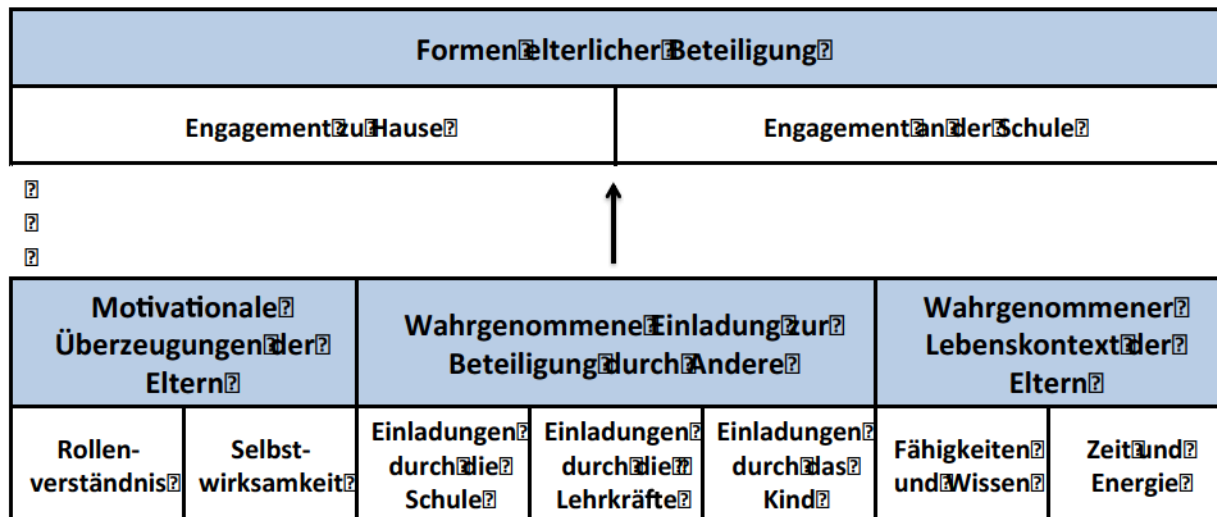 Formen elterlicher Beteiligung
Engagement zu Hause
Engagement an der Schule
Motivationale
Überzeugungen der
Eltern
Wahrgenommene Einladung zur
Beteiligung durch Andere
Wahrgenommener
Lebenskontext der
Eltern
Rollen-
verständnis
Selbst-
wirksamkeit
Einladungen
durch die
Schule
Einladungen
durch die
Lehrkräfte
Einladungen
durch das
Kind
Fähigkeiten
und Wissen
Zeit und
Energie